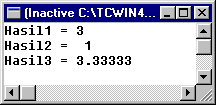 (Inactive C:\TCWIN4...
Hasil1 = 3
Hasil2 =  1
Hasil3 = 3.33333